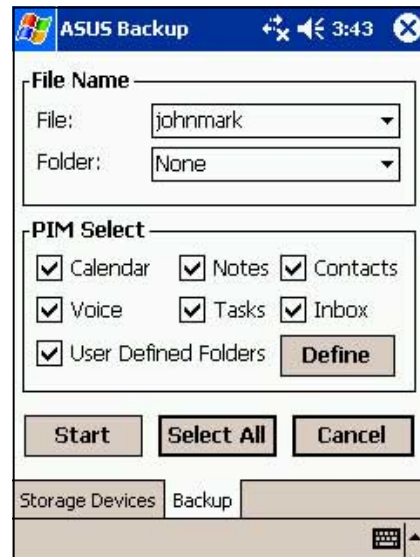 ASUS Backup 3:43
File Name
File: johnmark
Folder: None
PIM Select
Calendar Notes Contacts
Voice Tasks Inbox
User Defined Folders Define
Start Select All Cancel
Storage Devices Backup